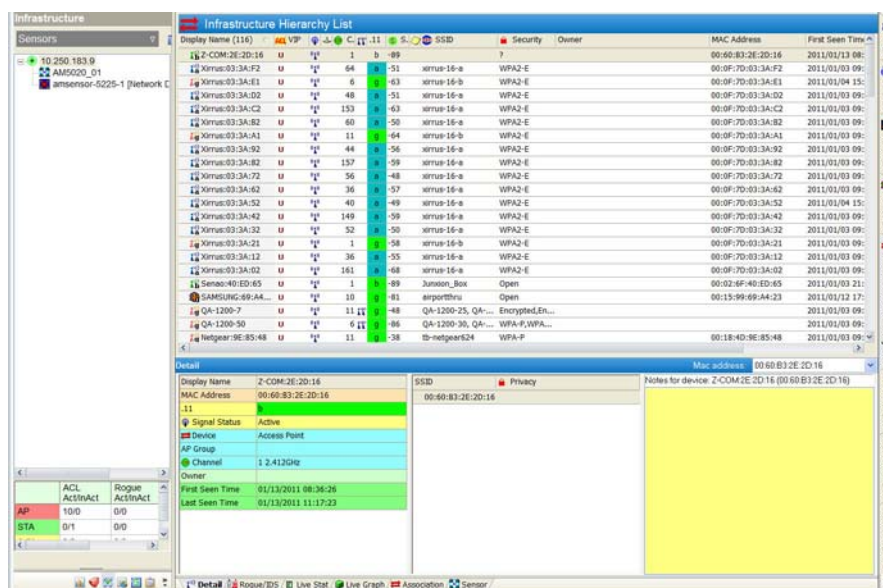 Infrastructure
Sensors
10.250.183.9
AM5020_01
amsensor-5225-1 [Network D
ACL Act/InAct Rogue Act/InAct
AP 10/0 0/0
STA 0/1 0/0
Infrastructure Hierarchy List
Display Name (116) VIP C. .11 S. SSID Security Owner MAC Address First Seen Time
Z-COM:2E:2D:16 U 1 b -89 ? 00:60:B3:2E:2D:16 2011/01/13 08:
Xirrus:03:3A:F2 U 64 a -51 xirrus-16-a WPA2-E 00:0F:7D:03:3A:F2 2011/01/03 09:
Xirrus:03:3A:E1 U 6 g -63 xirrus-16-b WPA2-E 00:0F:7D:03:3A:E1 2011/01/04 15:
Xirrus:03:3A:D2 U 48 a -51 xirrus-16-a WPA2-E 00:0F:7D:03:3A:D2 2011/01/03 09:
Xirrus:03:3A:C2 U 153 a -63 xirrus-16-a WPA2-E 00:0F:7D:03:3A:C2 2011/01/03 09:
Xirrus:03:3A:B2 U 60 a -50 xirrus-16-a WPA2-E 00:0F:7D:03:3A:B2 2011/01/03 09:
Xirrus:03:3A:A1 U 11 g -64 xirrus-16-b WPA2-E 00:0F:7D:03:3A:A1 2011/01/03 09:
Xirrus:03:3A:92 U 44 a -56 xirrus-16-a WPA2-E 00:0F:7D:03:3A:92 2011/01/03 09:
Xirrus:03:3A:82 U 157 a -59 xirrus-16-a WPA2-E 00:0F:7D:03:3A:82 2011/01/03 09:
Xirrus:03:3A:72 U 56 a -48 xirrus-16-a WPA2-E 00:0F:7D:03:3A:72 2011/01/03 09:
Xirrus:03:3A:62 U 36 a -57 xirrus-16-a WPA2-E 00:0F:7D:03:3A:62 2011/01/03 09:
Xirrus:03:3A:52 U 40 a -49 xirrus-16-a WPA2-E 00:0F:7D:03:3A:52 2011/01/04 15:
Xirrus:03:3A:42 U 149 a -59 xirrus-16-a WPA2-E 00:0F:7D:03:3A:42 2011/01/03 09:
Xirrus:03:3A:32 U 52 a -50 xirrus-16-a WPA2-E 00:0F:7D:03:3A:32 2011/01/03 09:
Xirrus:03:3A:21 U 1 g -58 xirrus-16-b WPA2-E 00:0F:7D:03:3A:21 2011/01/03 09:
Xirrus:03:3A:12 U 36 a -55 xirrus-16-a WPA2-E 00:0F:7D:03:3A:12 2011/01/03 09:
Xirrus:03:3A:02 U 161 a -68 xirrus-16-a WPA2-E 00:0F:7D:03:3A:02 2011/01/03 09:
Senao:40:ED:65 U 1 b -89 Junxion_Box Open 00:02:6F:40:ED:65 2011/01/03 21:
SAMSUNG:69:A4... U 10 g -81 airportthru Open 00:15:99:69:A4:23 2011/01/12 17:
QA-1200-7 U 11 g -48 QA-1200-25, QA-... Encrypted,En... 2011/01/03 09:
QA-1200-50 U 6 g -86 QA-1200-30, QA-... WPA-P,WPA... 2011/01/03 09:
Netgear:9E:85:48 U 11 g -38 tb-netgear624 WPA-P 00:18:4D:9E:85:48 2011/01/03 09:
Detail Mac address: 00:60:B3:2E:2D:16
Display Name Z-COM:2E:2D:16
MAC Address 00:60:B3:2E:2D:16
.11 b
Signal Status Active
Device Access Point
AP Group
Channel 1 2.412GHz
Owner
First Seen Time 01/13/2011 08:36:26
Last Seen Time 01/13/2011 11:17:23
SSID Privacy
00:60:B3:2E:2D:16
Notes for device: Z-COM:2E:2D:16 (00:60:B3:2E:2D:16)
Detail Rogue/IDS Live Stat Live Graph Association Sensor